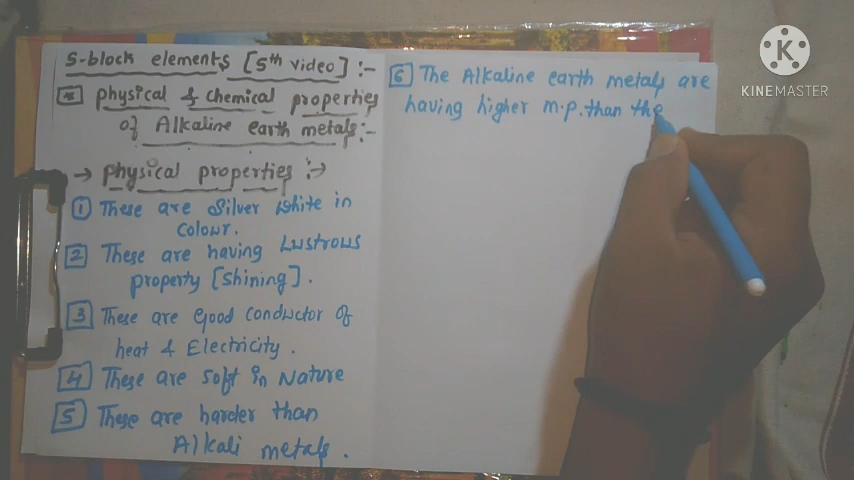 S-block elements [5th video] :-
* physical & chemical properties
of Alkaline earth metals:-
→ physical properties :→
1 These are Silver white in
colour.
2 These are having Lustrous
property [shining].
3 These are Good conductor of
heat & Electricity.
4 These are soft in Nature
5 These are harder than
Alkali metals.
6 The Alkaline earth metals are
having higher m.p. than the
KINEMASTER